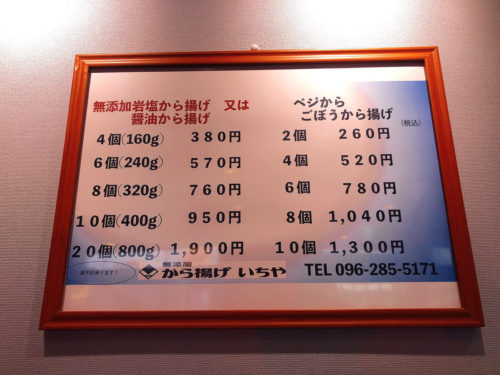 無添加岩塩から揚げ 又は
醤油から揚げ
4個(160g) 380円
6個(240g) 570円
8個(320g) 760円
10個(400g) 950円
20個(800g) 1,900円
ベジから
ごぼうから揚げ
(税込)
2個 260円
4個 520円
6個 780円
8個 1,040円
10個 1,300円
無添加
から揚げ いちや
TEL 096-285-5171